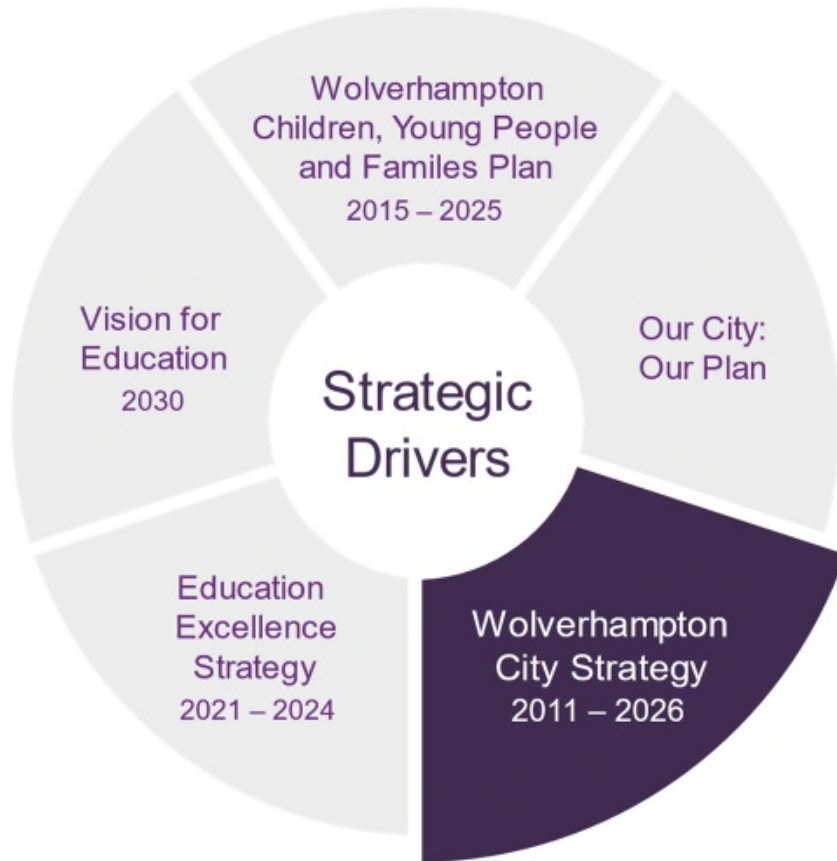 Wolverhampton
Children, Young People
and Familes Plan
2015 – 2025
Our City:
Our Plan
Wolverhampton
City Strategy
2011 – 2026
Education
Excellence
Strategy
2021 – 2024
Vision for
Education
2030
Strategic
Drivers